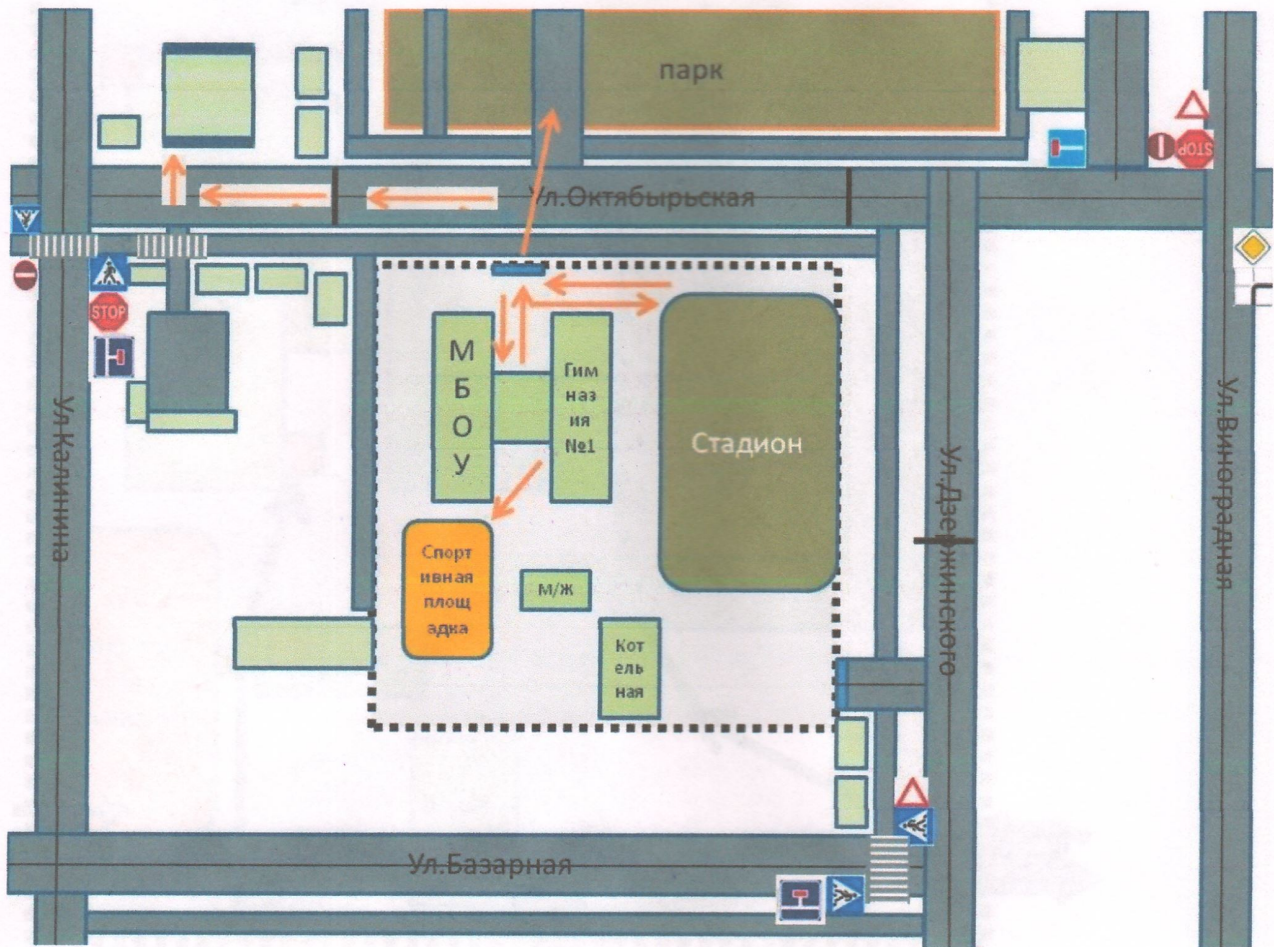 парк
Ул.Октябырьская
STOP
STOP
М
Б
О
У
Гим
наз
ия
№1
Стадион
Ул.Калинина
Ул.Дзержинского
Ул.Виноградная
Спорт
ивная
площ
адка
М/Ж
Кот
ель
ная
Ул.Базарная